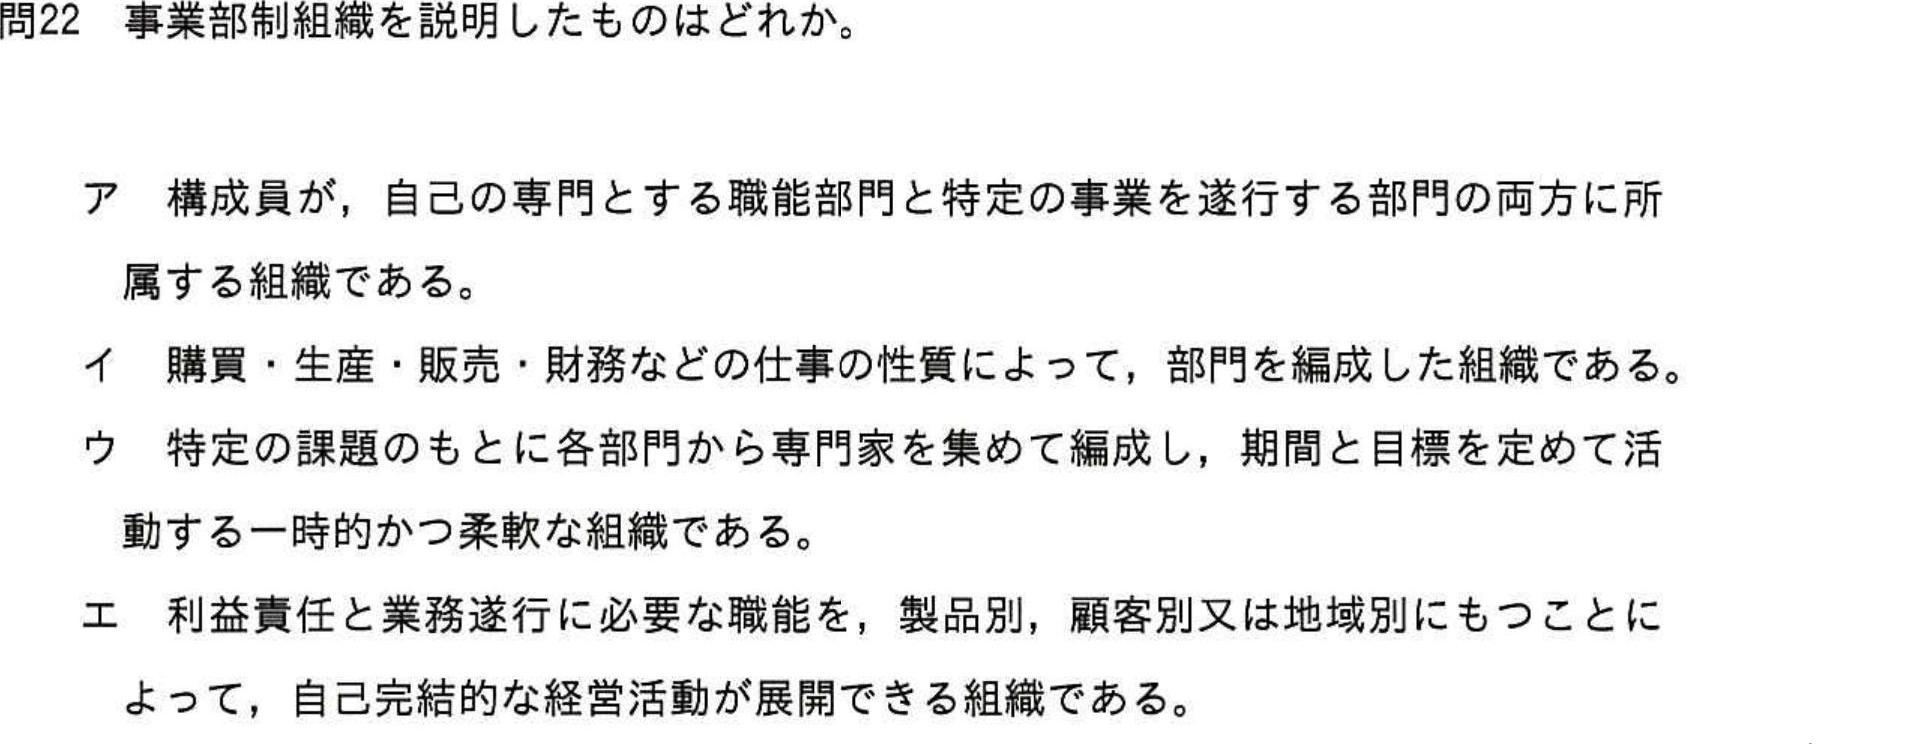 問22　事業部制組織を説明したものはどれか。
ア　構成員が，自己の専門とする職能部門と特定の事業を遂行する部門の両方に所
属する組織である。
イ　購買・生産・販売・財務などの仕事の性質によって，部門を編成した組織である。
ウ　特定の課題のもとに各部門から専門家を集めて編成し，期間と目標を定めて活
動する一時的かつ柔軟な組織である。
エ　利益責任と業務遂行に必要な職能を，製品別，顧客別又は地域別にもつことに
よって，自己完結的な経営活動が展開できる組織である。